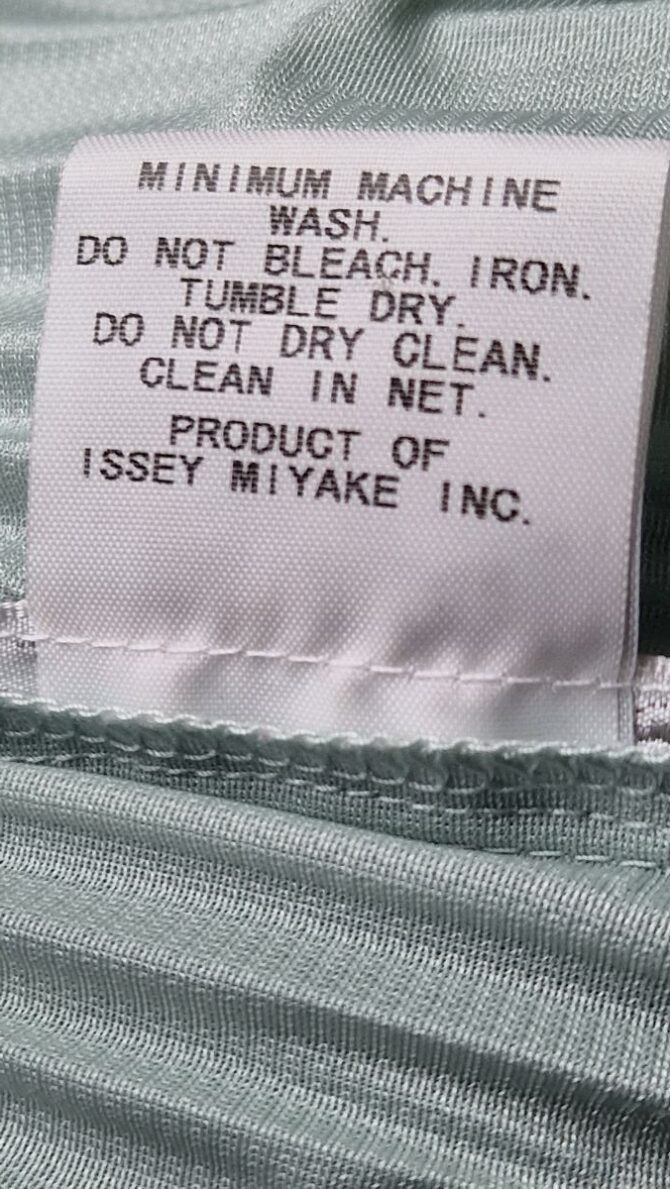 MINIMUM MACHINE
WASH.
DO NOT BLEACH. IRON.
TUMBLE DRY.
DO NOT DRY CLEAN.
CLEAN IN NET.
PRODUCT OF
ISSEY MIYAKE INC.